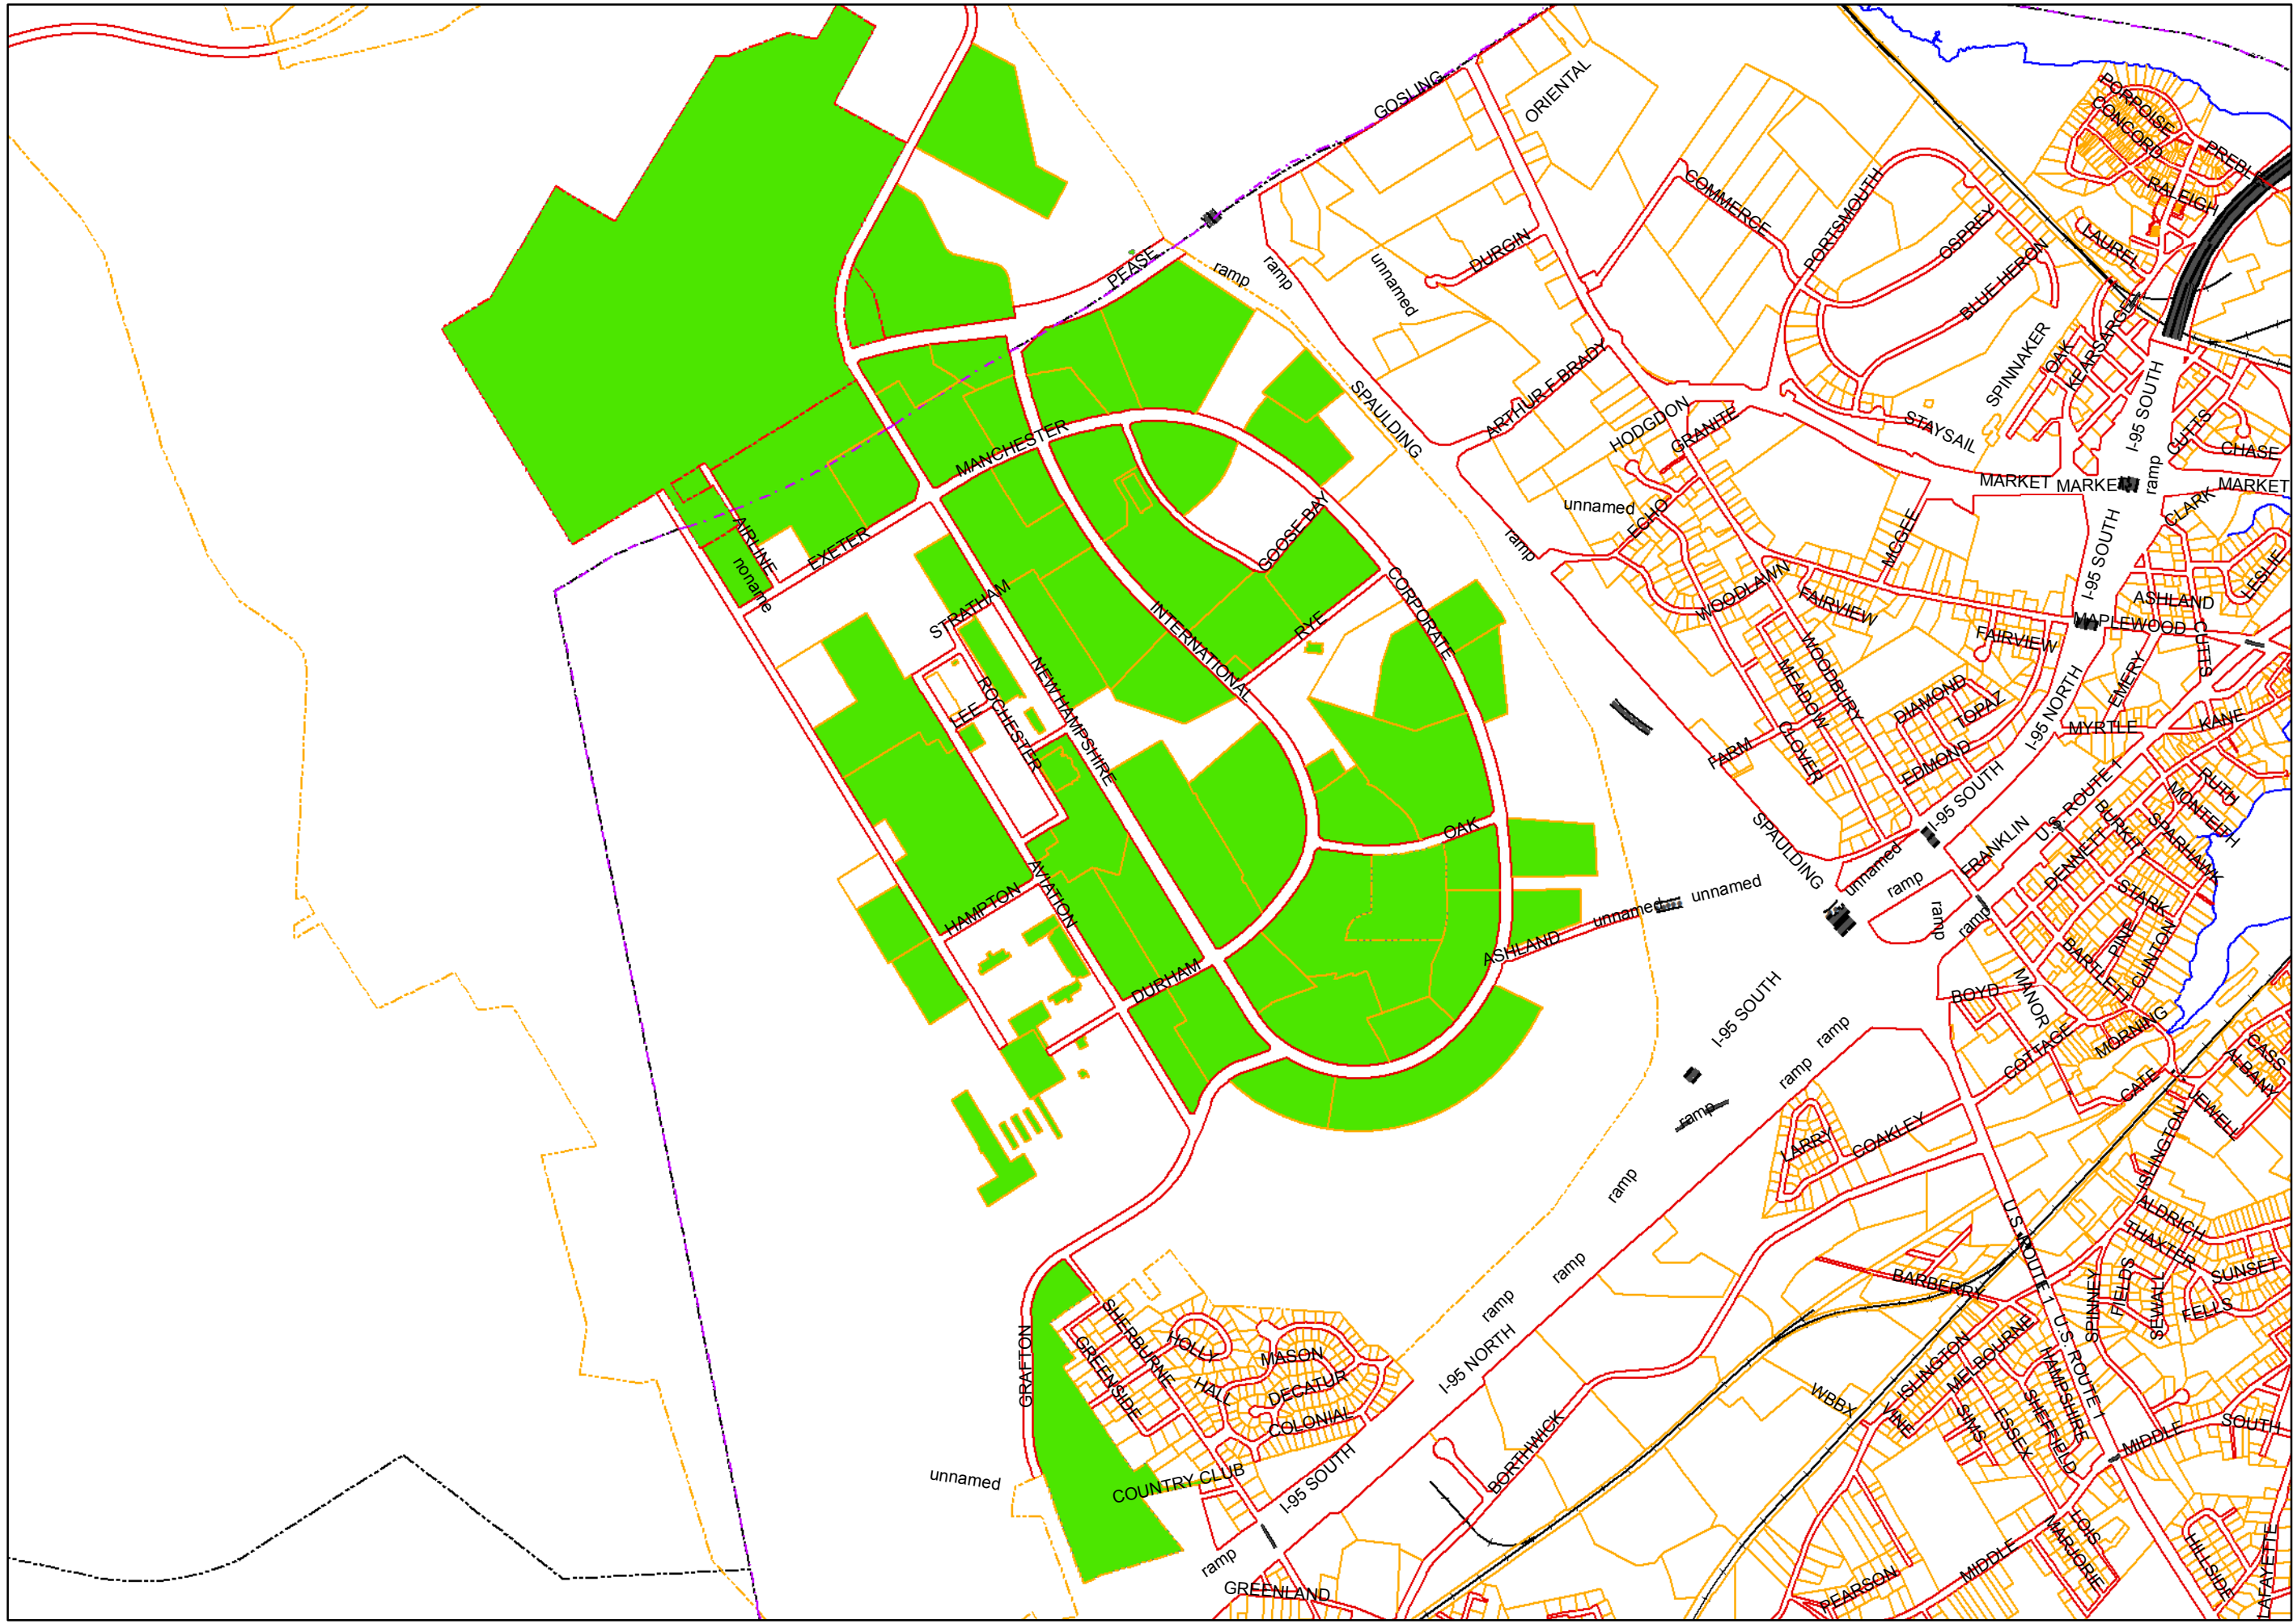 GOSLING
ORIENTAL
PORPOISE
CONCORD
PREBL
RALEIGH
COMMERCE
PORTSMOUTH
OSPREY
LAUREL
DURGIN
BLUE HERON
PEASE
ramp
ramp
unnamed
SPINNAKER
OAK
KEARSARGE
I-95 SOUTH
SPAULDING
ARTHUR F BRADY
HODGDON
GRANITE
STAYSAIL
CUTTS
CHASE
MANCHESTER
MARKET
MARKE
ramp
MARKET
CLARK
AIRLINE
noname
EXETER
GOOSE BAY
unnamed
ECHO
ramp
MCGEE
I-95 SOUTH
LESLIE
STRATHAM
INTERNATIONAL
RYE
CORPORATE
WOODLAWN
FAIRVIEW
FAIRVIEW
ASHLAND
MAPLEWOOD
CUTTS
EMERY
NEW HAMPSHIRE
ROCHESTER
LEE
MEADOW
WOODBURY
CLOVER
FARM
DIAMOND
TOPAZ
EDMOND
I-95 NORTH
MYRTLE
KANE
I-95 SOUTH
U.S. ROUTE 1
RUTH
MONTEITH
SPARHAWK
BURKITT
DENNETT
FRANKLIN
OAK
SPAULDING
unnamed
ramp
ramp
ramp
STARK
PINE
CLINTON
BARTLETT
HAMPTON
AVIATION
DURHAM
ASHLAND
unnamed
unnamed
I-95 SOUTH
BOYD
MANOR
COTTAGE
MORNING
CASS
ALBANY
CATE
JEWELL
ramp
ramp
ramp
LARRY
COAKLEY
ISLINGTON
ramp
ramp
ramp
ALDRICH
THAXTER
SUNSET
FELLS
SEWALL
FIELDS
SPINNEY
U.S. ROUTE 1
U.S. ROUTE 1
BARBERRY
GRAFTON
SHERBURNE
GREENSIDE
HOLLY
HALL
MASON
DECATUR
COLONIAL
I-95 NORTH
ISLINGTON
MELBOURNE
HAMPSHIRE
SHEFFIELD
ESSEX
SIMS
VINE
WBBX
MIDDLE
SOUTH
unnamed
COUNTRY CLUB
I-95 SOUTH
BORTHWICK
ramp
GREENLAND
PEARSON
MIDDLE
LOIS
MARJORIE
HILLSIDE
LAFAYETTE